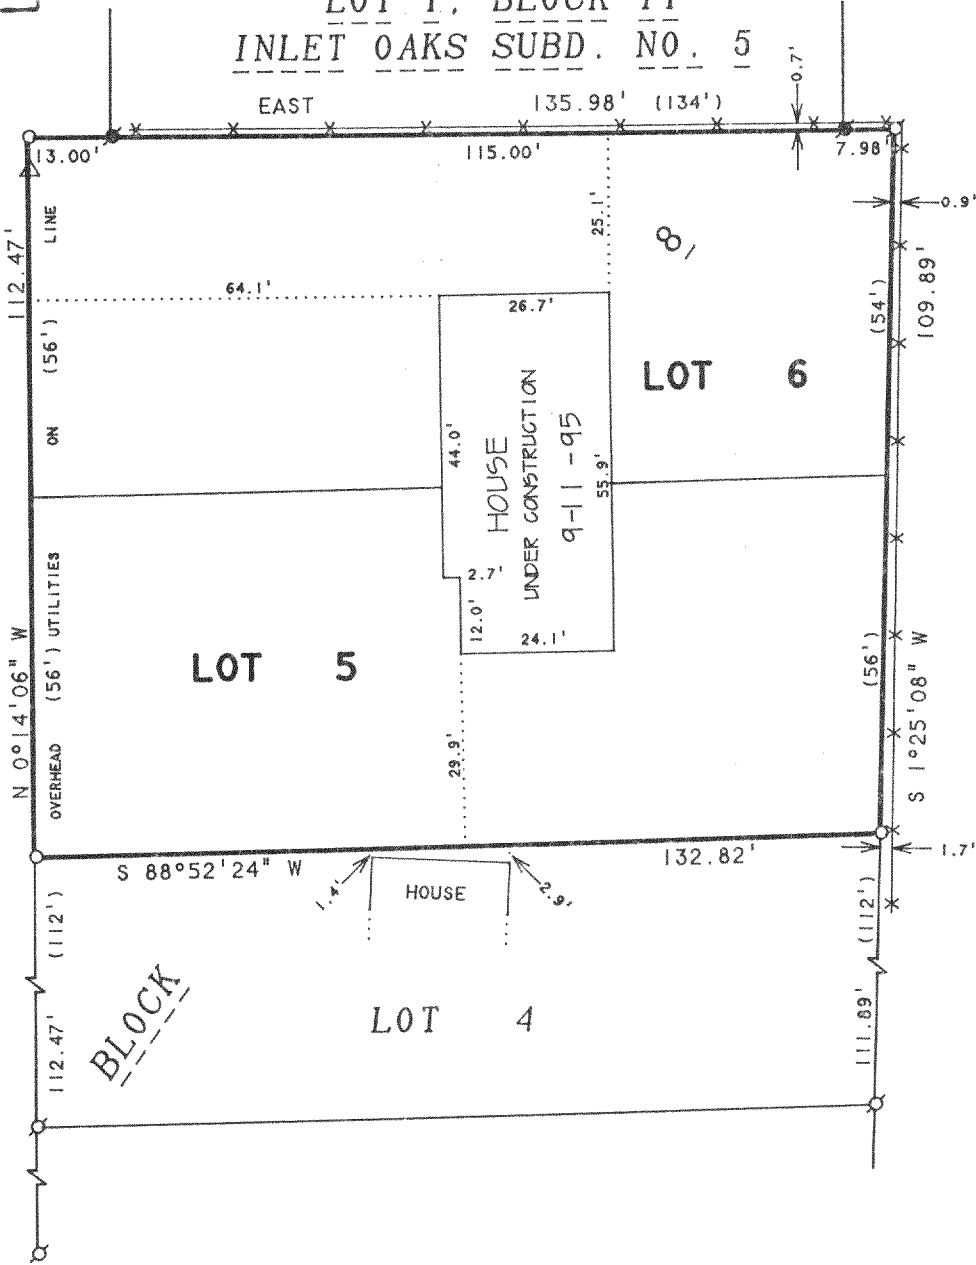 INLET OAKS SUBD. NO. 5
0.7'
EAST 135.98' (134')
13.00' 115.00' 7.98'
0.9'
112.47'
LINE
25.1'
8
109.89'
64.1'
26.7'
(54')
(56')
LOT 6
ON
44.0'
HOUSE
UNDER CONSTRUCTION
9-11-95
55.9'
2.7'
12.0'
24.1'
UTILITIES
LOT 5
(56')
(56')
N 0°14'06" W
OVERHEAD
29.9'
S 1°25'08" W
S 88°52'24" W 132.82'
1.7'
1.4'
HOUSE
2.9'
(112')
(112')
BLOCK
LOT 4
112.47'
111.89'